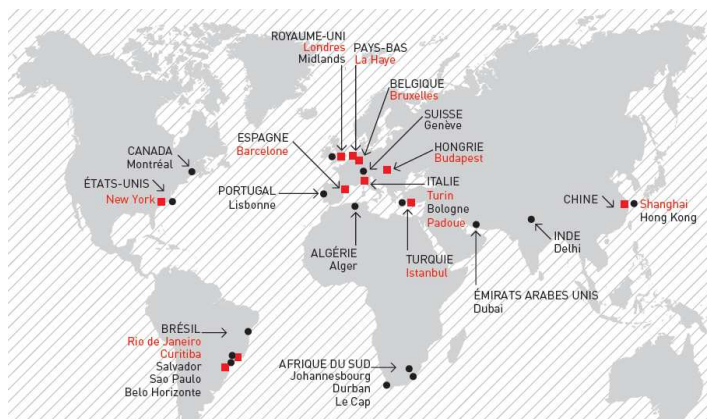 ROYAUME-UNI
Londres
Midlands
PAYS-BAS
La Haye
BELGIQUE
Bruxelles
SUISSE
Genève
ESPAGNE
Barcelone
HONGRIE
Budapest
CANADA
Montréal
ÉTATS-UNIS
New York
PORTUGAL
Lisbonne
ITALIE
Turin
Bologne
Padoue
CHINE
Shanghai
Hong Kong
INDE
Delhi
ALGÉRIE
Alger
TURQUIE
Istanbul
ÉMIRATS ARABES UNIS
Dubai
BRÉSIL
Rio de Janeiro
Curitiba
Salvador
Sao Paulo
Belo Horizonte
AFRIQUE DU SUD
Johannesbourg
Durban
Le Cap